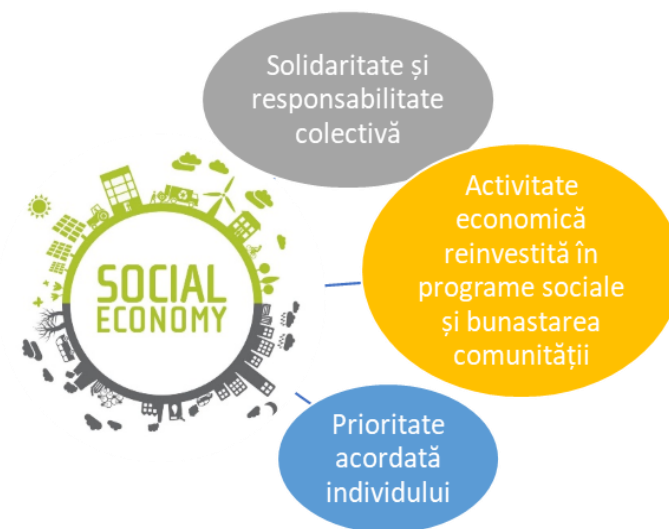 Solidaritate și
responsabilitate
colectivă
Activitate
economică
reinvestită în
programe sociale
și bunastarea
comunității
SOCIAL
ECONOMY
Prioritate
acordată
individului